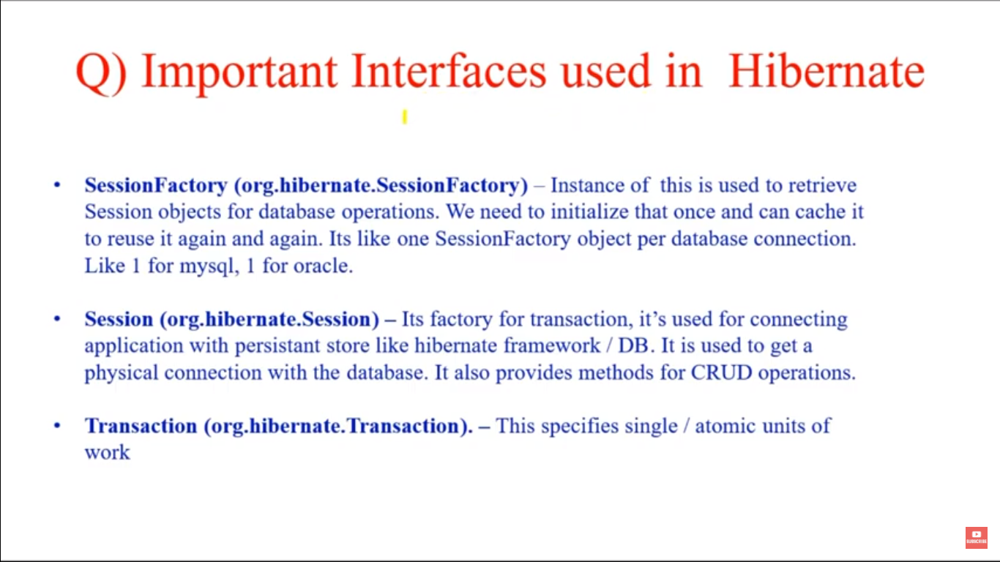 Q) Important Interfaces used in Hibernate
• SessionFactory (org.hibernate.SessionFactory) – Instance of this is used to retrieve
Session objects for database operations. We need to initialize that once and can cache it
to reuse it again and again. Its like one SessionFactory object per database connection.
Like 1 for mysql, 1 for oracle.
• Session (org.hibernate.Session) – Its factory for transaction, it’s used for connecting
application with persistant store like hibernate framework / DB. It is used to get a
physical connection with the database. It also provides methods for CRUD operations.
• Transaction (org.hibernate.Transaction). – This specifies single / atomic units of
work
SUBSCRIBE